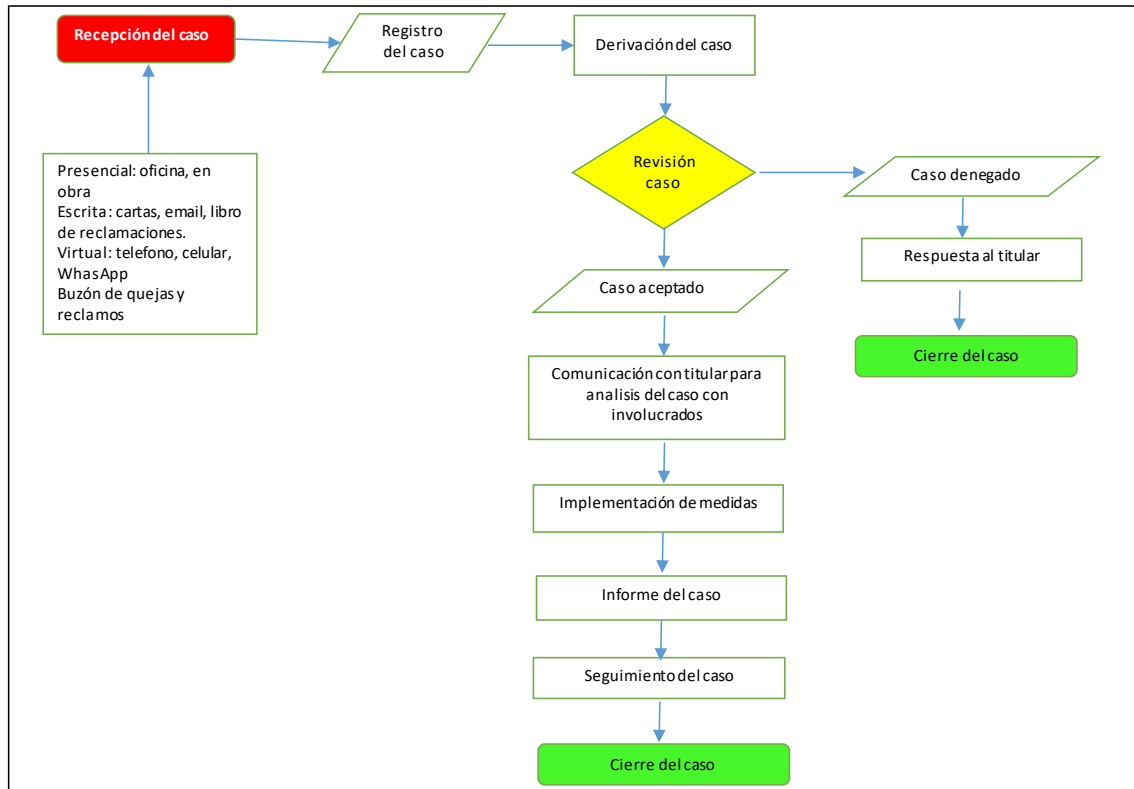 Recepción del caso
Registro
del caso
Derivación del caso
Presencial: oficina, en
obra
Escrita: cartas, email, libro
de reclamaciones.
Virtual: telefono, celular,
WhasApp
Buzón de quejas y
reclamos
Revisión
caso
Caso denegado
Respuesta al titular
Cierre del caso
Caso aceptado
Comunicación con titular para
analisis del caso con
involucrados
Implementación de medidas
Informe del caso
Seguimiento del caso
Cierre del caso